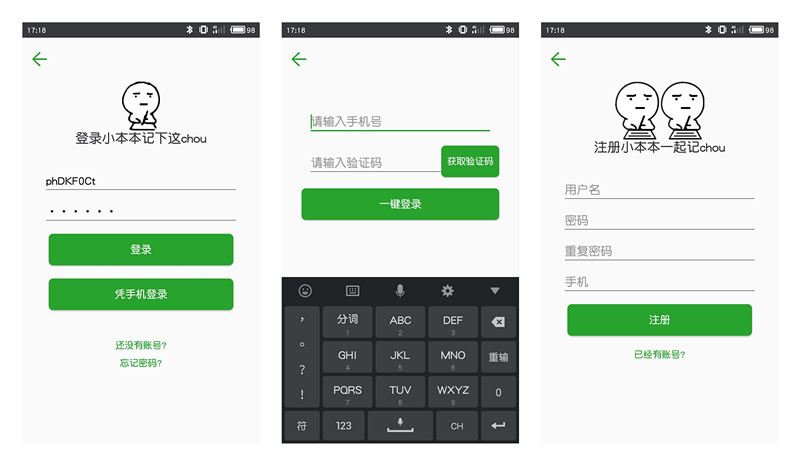 17:18
98
登录小本本记下这chou
phDKF0Ct
登录
凭手机登录
还没有账号?
忘记密码?
17:18
98
请输入手机号
请输入验证码
获取验证码
一键登录
, 分词 1 ABC 2 DEF 3
。 GHI 4 JKL 5 MNO 6 重输
? PQRS 7 TUV 8 WXYZ 9 0
!
符 123 CH
17:18
98
注册小本本一起记chou
用户名
密码
重复密码
手机
注册
已经有账号?